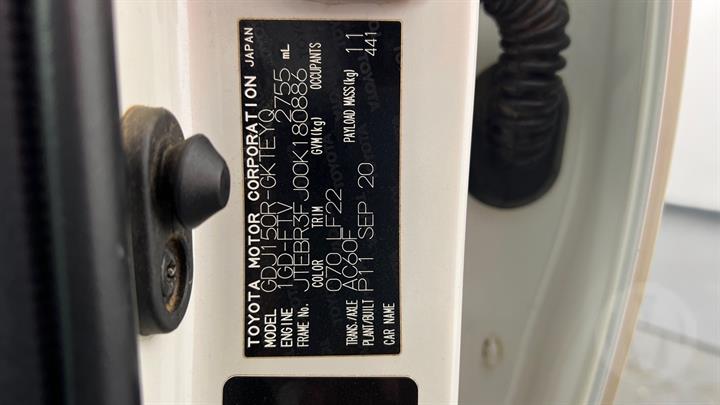 TOYOTA MOTOR CORPORATION JAPAN
MODEL GDJ150R-GKTEYQ
ENGINE 1GD-FTV 2755 mL
FRAME No. JTEBR3FJ00K180886
COLOR TRIM GVM(kg) OCCUPANTS
070 LF22 11
TRANS./AXLE AC60F PAYLOAD MASS(kg) 441
PLANT/BUILT P11 SEP 20
CAR NAME